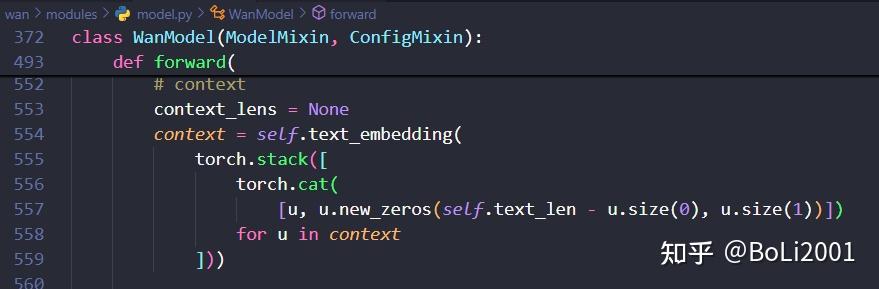 wan > modules > model.py > WanModel > forward
372 class WanModel(ModelMixin, ConfigMixin):
493     def forward(
552         # context
553         context_lens = None
554         context = self.text_embedding(
555             torch.stack([
556                 torch.cat(
557                     [u, u.new_zeros(self.text_len - u.size(0), u.size(1))])
558                 for u in context
559             ]))
560
知乎 @BoLi2001